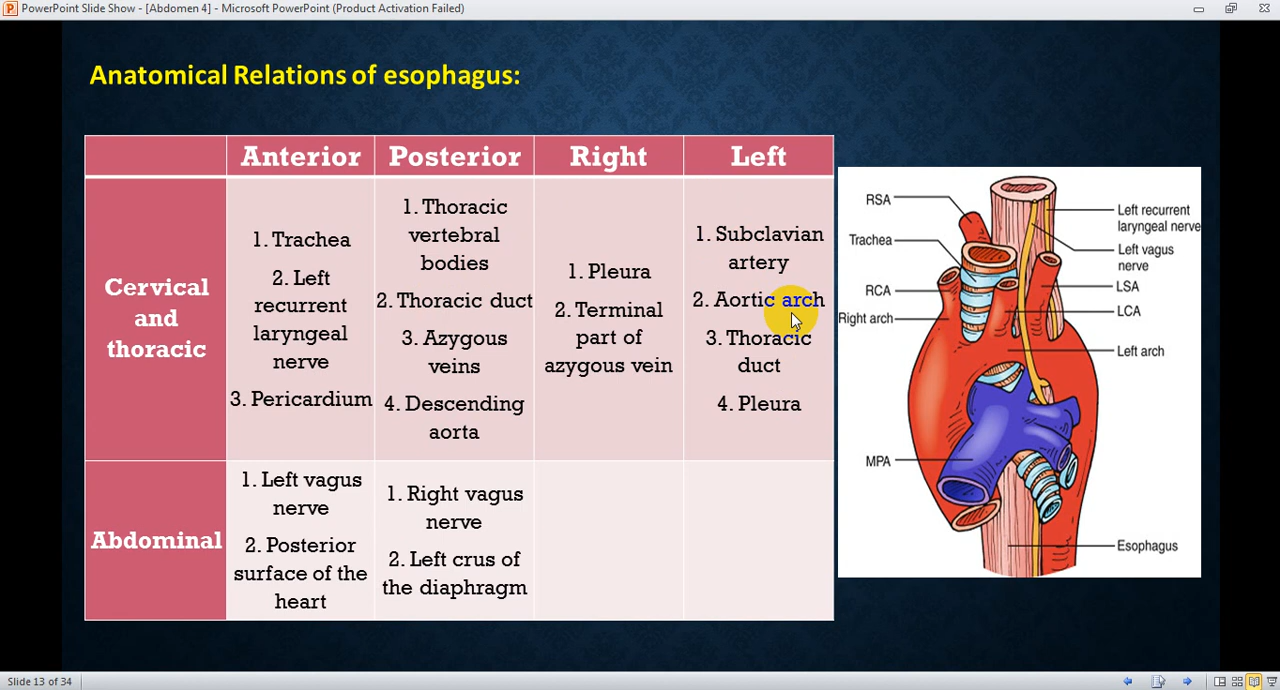 PowerPoint Slide Show - [Abdomen 4] - Microsoft PowerPoint (Product Activation Failed)
Anatomical Relations of esophagus:
Anterior
Posterior
Right
Left
Cervical
and
thoracic
1. Trachea
2. Left
recurrent
laryngeal
nerve
3. Pericardium
1. Thoracic
vertebral
bodies
2. Thoracic duct
3. Azygous
veins
4. Descending
aorta
1. Pleura
2. Terminal
part of
azygous vein
1. Subclavian
artery
2. Aortic arch
3. Thoracic
duct
4. Pleura
Abdominal
1. Left vagus
nerve
2. Posterior
surface of the
heart
1. Right vagus
nerve
2. Left crus of
the diaphragm
RSA
Trachea
RCA
Right arch
MPA
Left recurrent
laryngeal nerve
Left vagus
nerve
LSA
LCA
Left arch
Esophagus
Slide 13 of 34